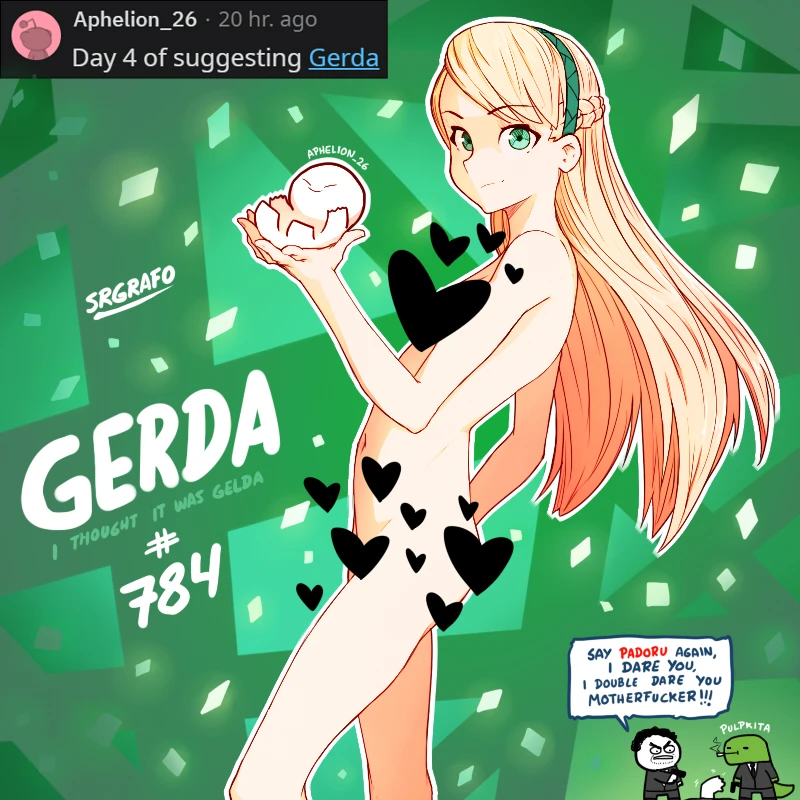 Aphelion_26 · 20 hr. ago
Day 4 of suggesting Gerda
APHELION_26
SRGRAFO
GERDA
I THOUGHT IT WAS GELDA
#
784
SAY PADORU AGAIN,
I DARE YOU,
I DOUBLE DARE YOU
MOTHERFUCKER!!!
PULPKITA